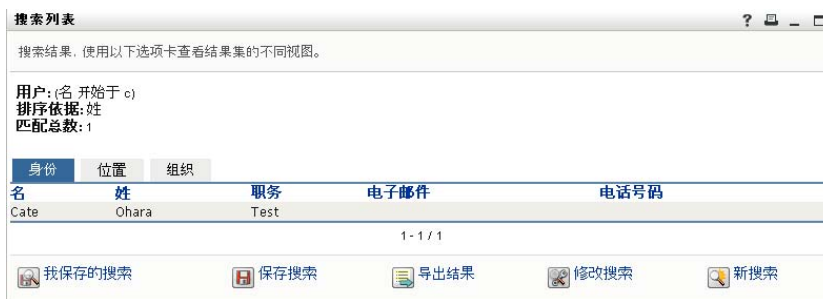 搜索列表 ?
搜索结果. 使用以下选项卡查看结果集的不同视图。
用户: (名 开始于 c)
排序依据: 姓
匹配总数: 1
身份 位置 组织
名 姓 职务 电子邮件 电话号码
Cate Ohara Test
1 - 1 / 1
我保存的搜索 保存搜索 导出结果 修改搜索 新搜索